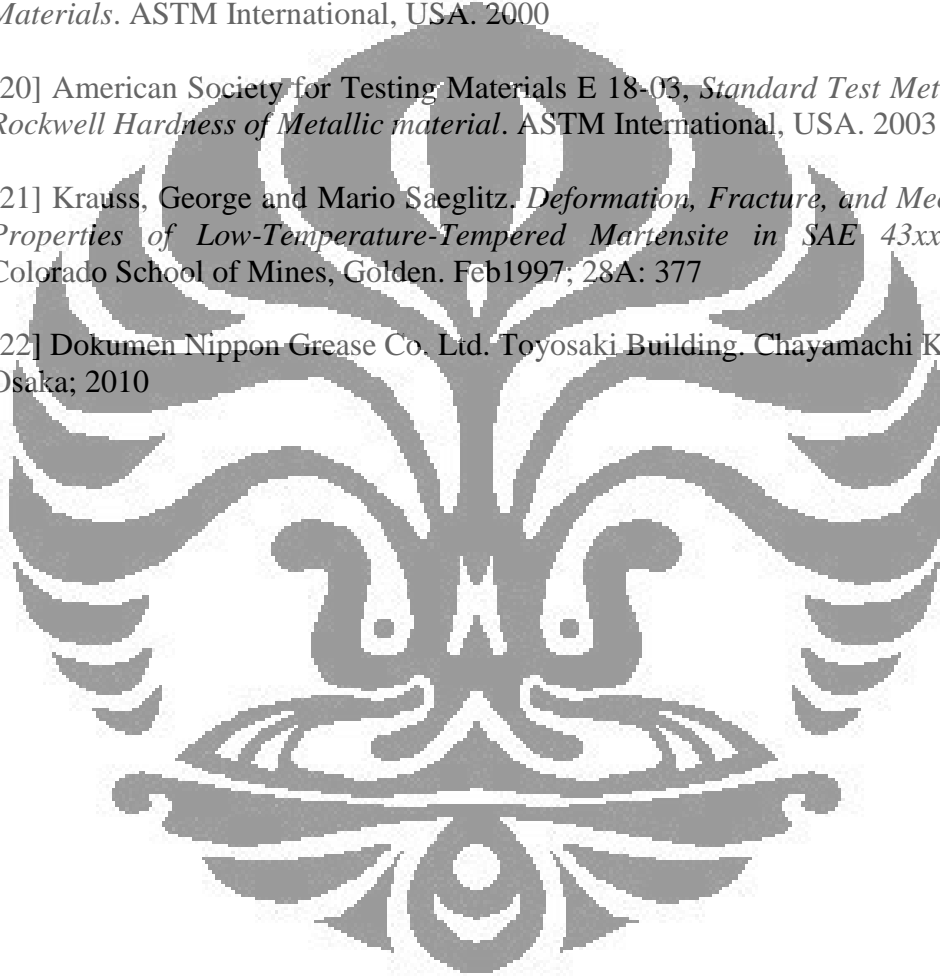 Materials. ASTM International, USA. 2000
20] American Society for Testing Materials E 18-03, Standard Test Met
Rockwell Hardness of Metallic material. ASTM International, USA. 2003
21] Krauss, George and Mario Saeglitz. Deformation, Fracture, and Mec
Properties of Low-Temperature-Tempered Martensite in SAE 43xx
Colorado School of Mines, Golden. Feb1997; 28A: 377
22] Dokumen Nippon Grease Co. Ltd. Toyosaki Building. Chayamachi K
Osaka; 2010